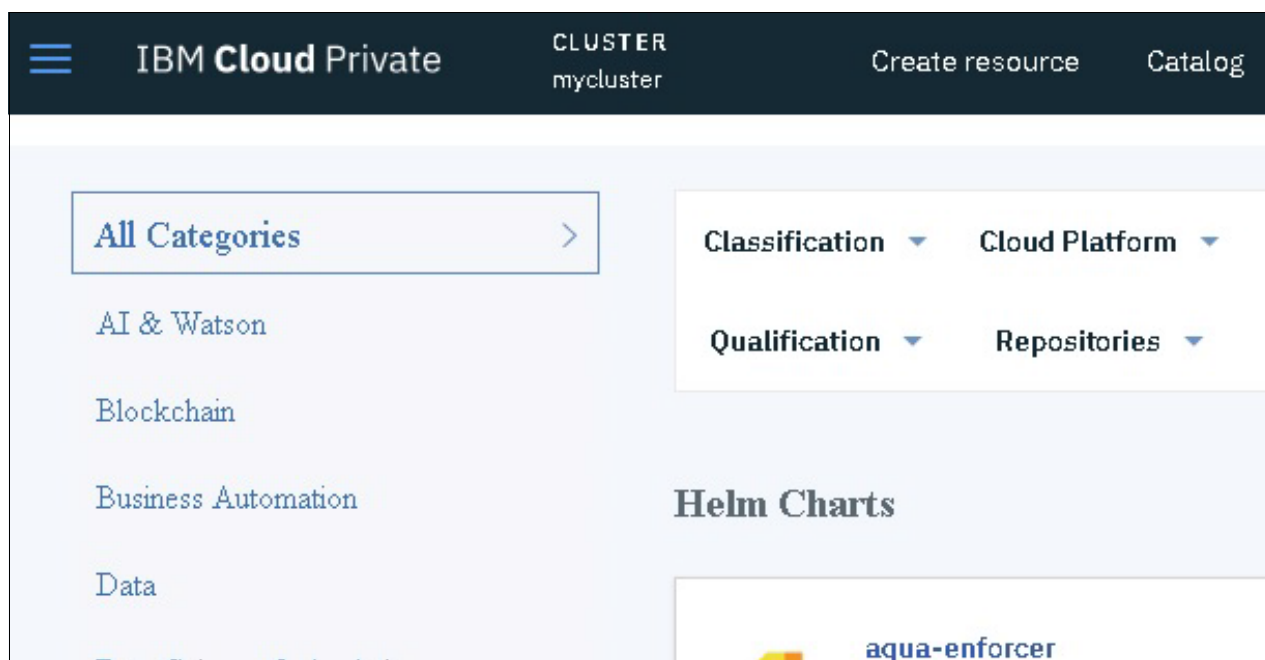 IBM Cloud Private
CLUSTER
mycluster
Create resource
Catalog
All Categories
AI & Watson
Blockchain
Business Automation
Data
Classification
Cloud Platform
Qualification
Repositories
Helm Charts
aqua-enforcer